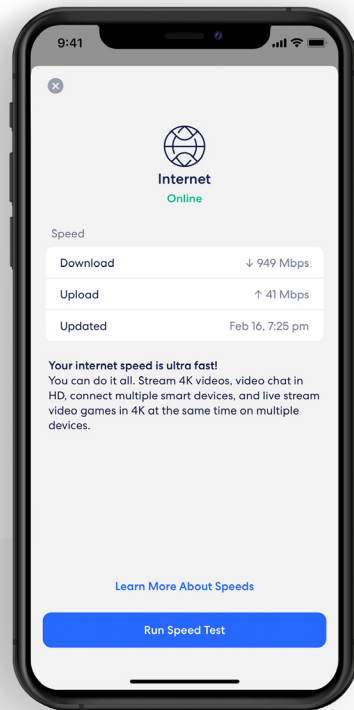 9:41
Internet
Online
Speed
Download ↓ 949 Mbps
Upload ↑ 41 Mbps
Updated Feb 16, 7:25 pm
Your internet speed is ultra fast!
You can do it all. Stream 4K videos, video chat in
HD, connect multiple smart devices, and live stream
video games in 4K at the same time on multiple
devices.
Learn More About Speeds
Run Speed Test